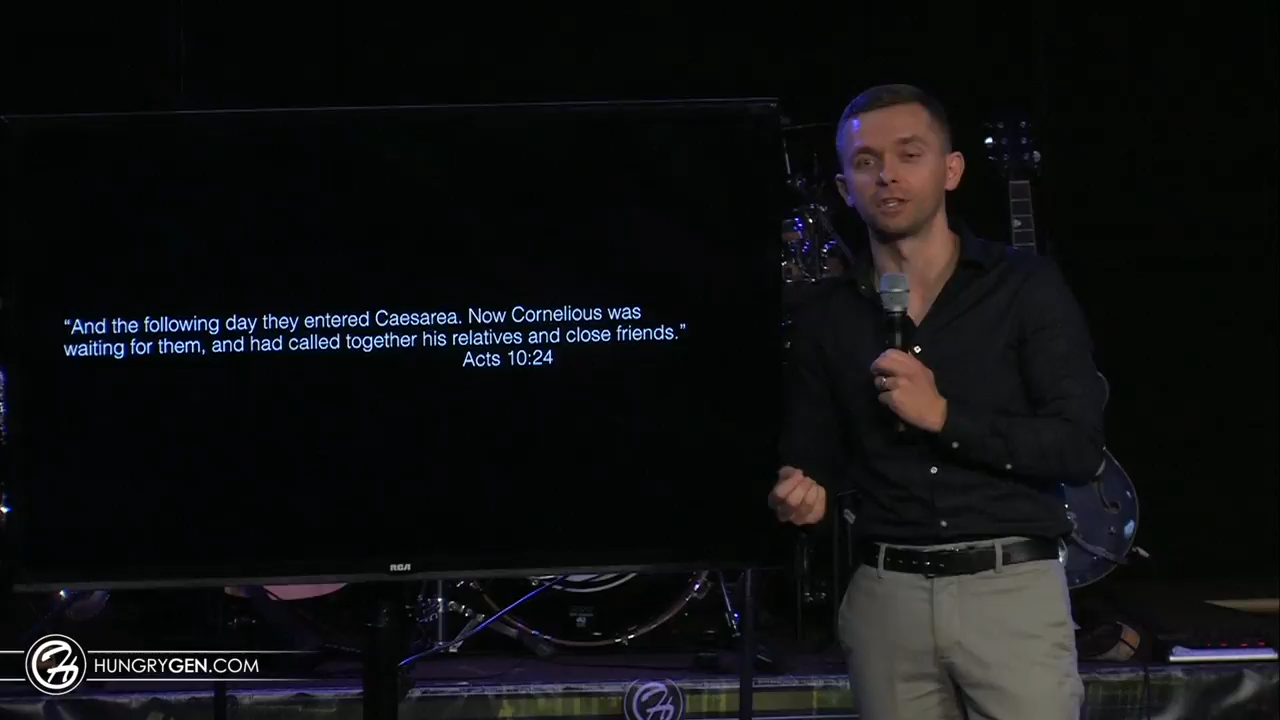 “And the following day they entered Caesarea. Now Cornelious was
waiting for them, and had called together his relatives and close friends.”
Acts 10:24
RCA
HUNGRYGEN.COM